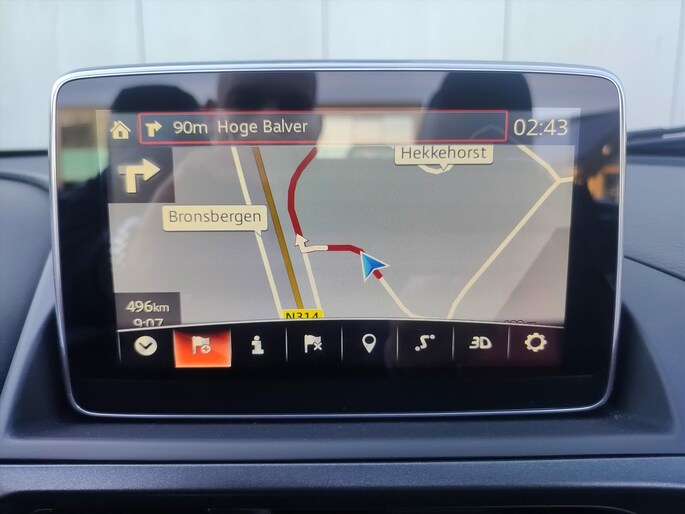 90m Hoge Balver
02:43
Hekkehorst
Bronsbergen
496km
9:07
N314
3D